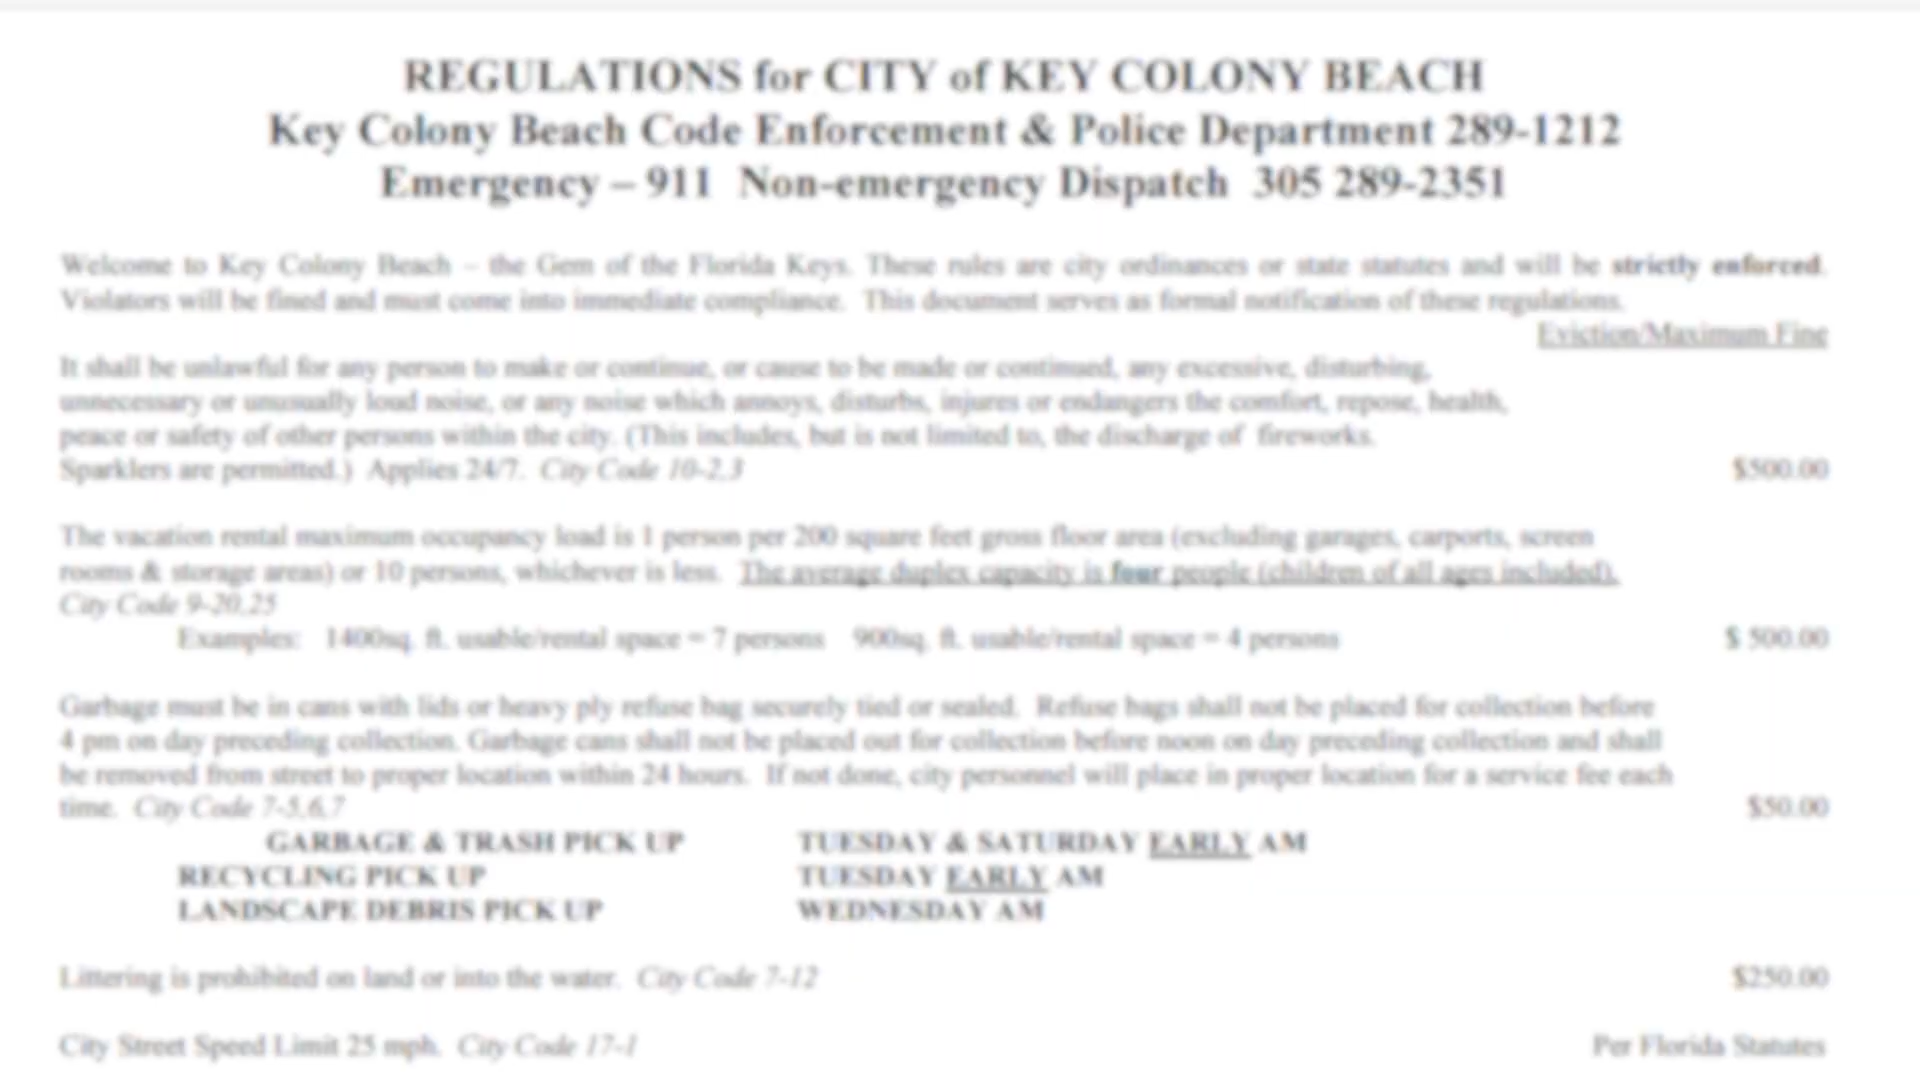 REGULATIONS for CITY of KEY COLONY BEACH
Key Colony Beach Code Enforcement & Police Department 289-1212
Emergency – 911 Non-emergency Dispatch 305 289-2351
Welcome to Key Colony Beach – the Gem of the Florida Keys. These rules are city ordinances or state statutes and will be strictly enforced.
Violators will be fined and must come into immediate compliance. This document serves as formal notification of these regulations.
Eviction/Maximum Fine
It shall be unlawful for any person to make or continue, or cause to be made or continued, any excessive, disturbing,
unnecessary or unusually loud noise, or any noise which annoys, disturbs, injures or endangers the comfort, repose, health,
peace or safety of other persons within the city. (This includes, but is not limited to, the discharge of fireworks.
Sparklers are permitted.) Applies 24/7. City Code 10-2,3 $500.00
The vacation rental maximum occupancy load is 1 person per 200 square feet gross floor area (excluding garages, carports, screen
rooms & storage areas) or 10 persons, whichever is less. The average duplex capacity is four people (children of all ages included).
City Code 9-20,25
Examples: 1400sq. ft. usable/rental space = 7 persons 900sq. ft. usable/rental space = 4 persons $ 500.00
Garbage must be in cans with lids or heavy ply refuse bag securely tied or sealed. Refuse bags shall not be placed for collection before
4 pm on day preceding collection. Garbage cans shall not be placed out for collection before noon on day preceding collection and shall
be removed from street to proper location within 24 hours. If not done, city personnel will place in proper location for a service fee each
time. City Code 7-5,6,7 $50.00
GARBAGE & TRASH PICK UP TUESDAY & SATURDAY EARLY AM
RECYCLING PICK UP TUESDAY EARLY AM
LANDSCAPE DEBRIS PICK UP WEDNESDAY AM
Littering is prohibited on land or into the water. City Code 7-12 $250.00
City Street Speed Limit 25 mph. City Code 17-1 Per Florida Statutes